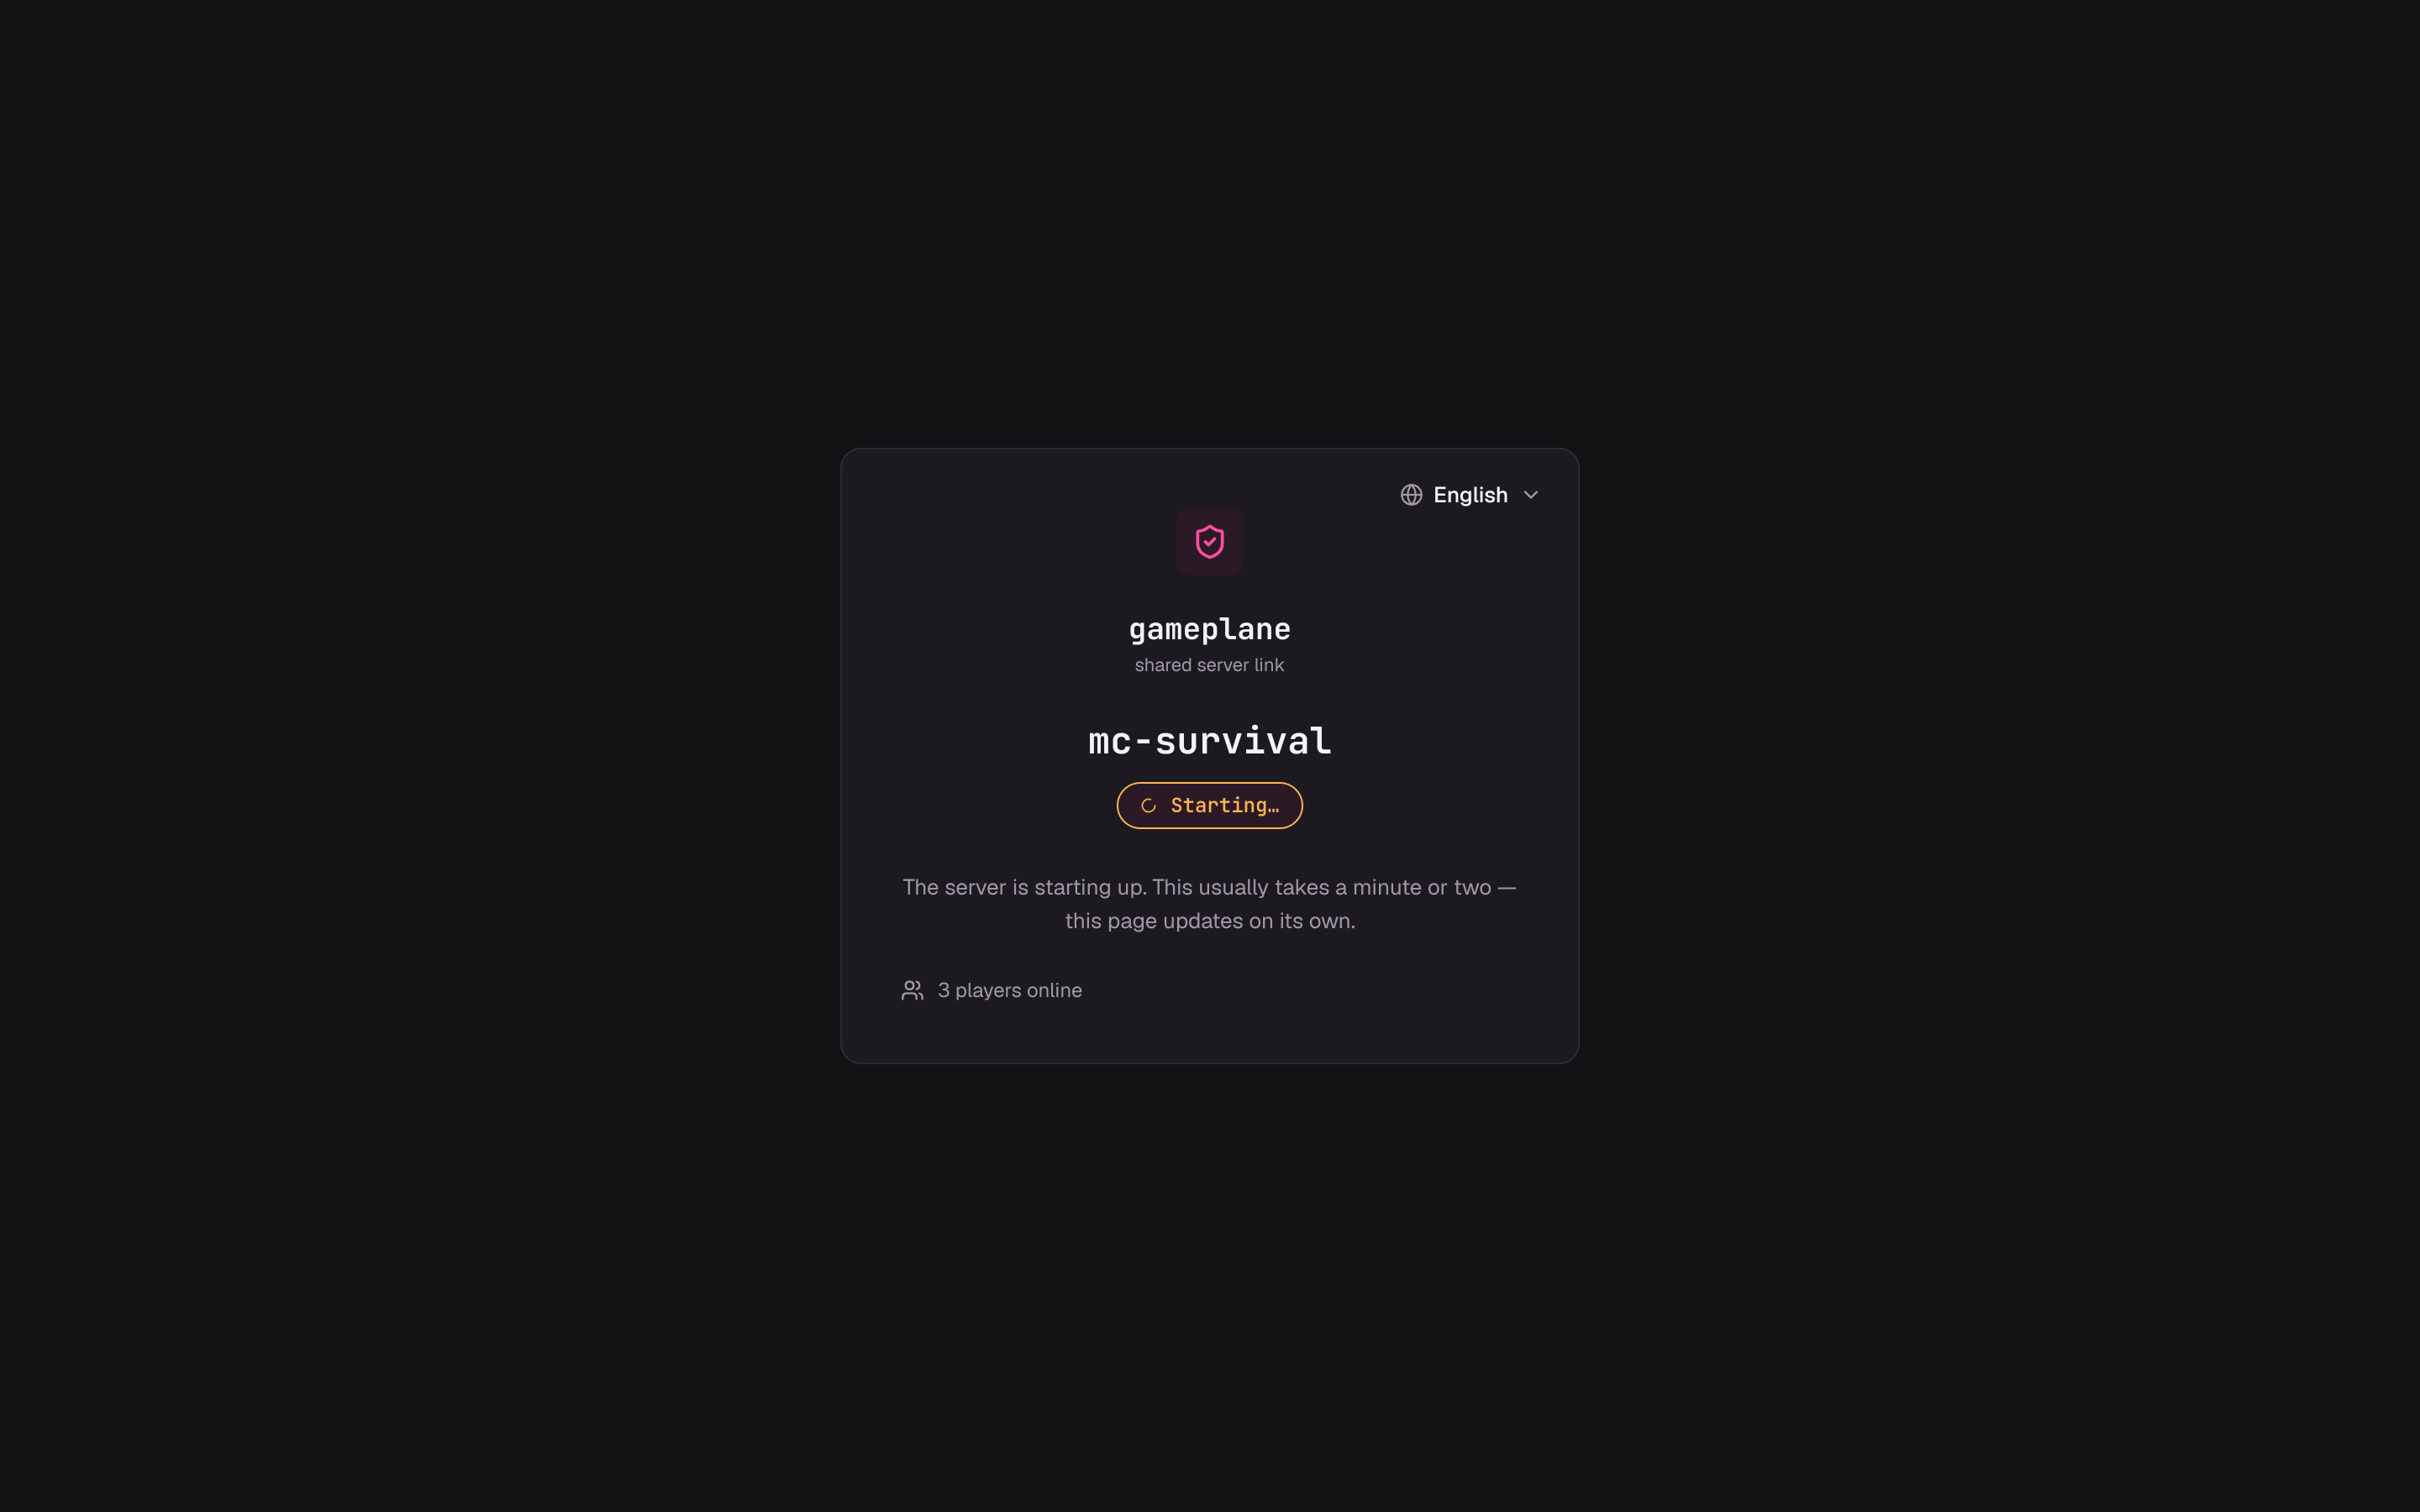 English
gameplane
shared server link
mc-survival
Starting…
The server is starting up. This usually takes a minute or two —
this page updates on its own.
3 players online